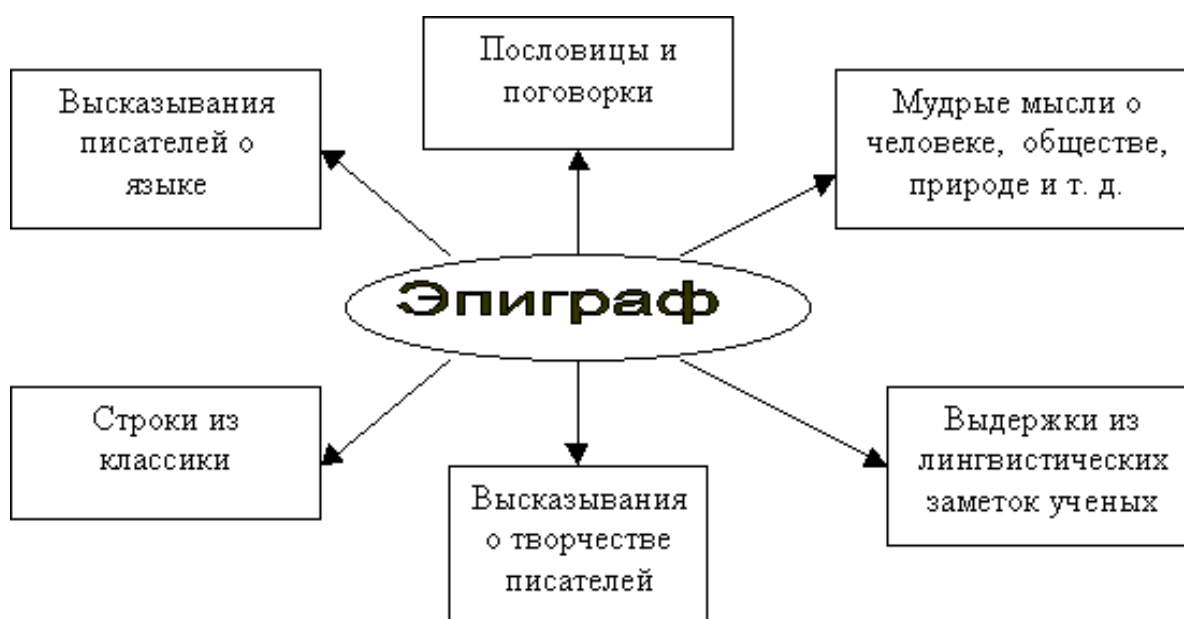 Пословицы и
поговорки
Высказывания
писателей о
языке
Мудрые мысли о
человеке, обществе,
природе и т. д.
Эпиграф
Строки из
классики
Высказывания
о творчестве
писателей
Выдержки из
лингвистических
заметок ученых